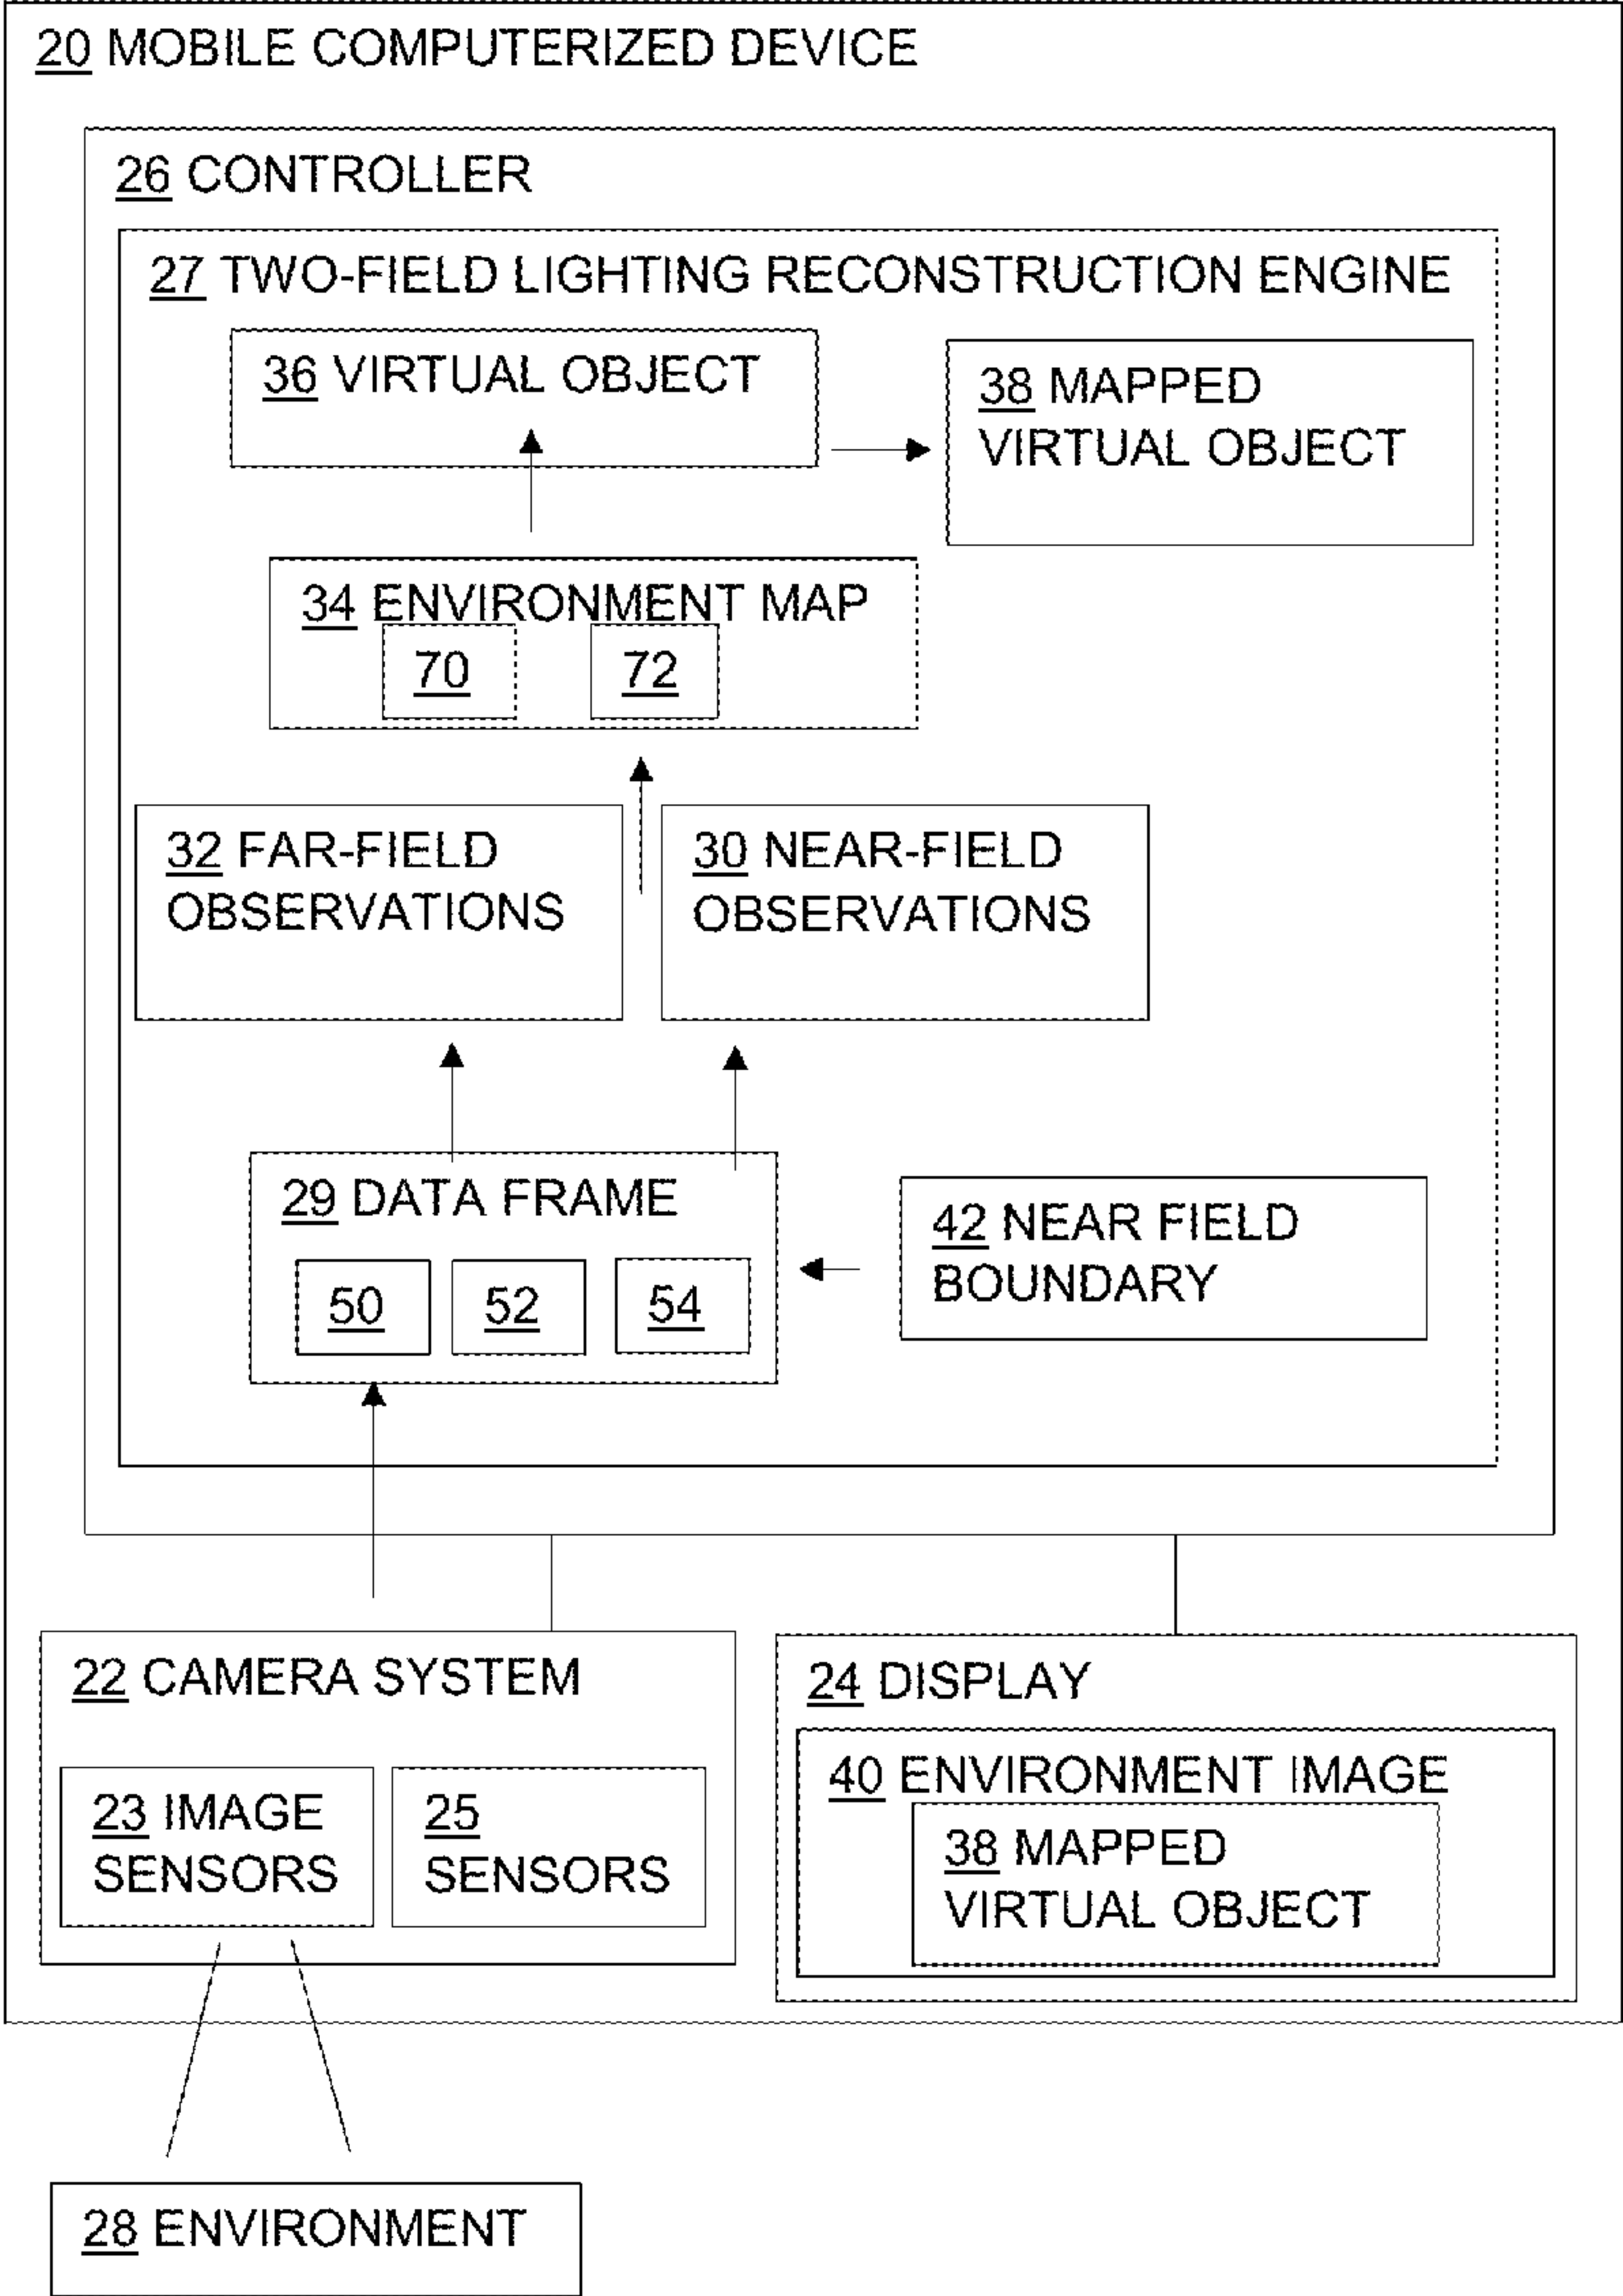 20 MOBILE COMPUTERIZED DEVICE
26 CONTROLLER
27 TWO-FIELD LIGHTING RECONSTRUCTION ENGINE
36 VIRTUAL OBJECT
38 MAPPED
VIRTUAL OBJECT
34 ENVIRONMENT MAP
70
72
32 FAR-FIELD
OBSERVATIONS
30 NEAR-FIELD
OBSERVATIONS
29 DATA FRAME
50
52
54
42 NEAR FIELD
BOUNDARY
22 CAMERA SYSTEM
23 IMAGE
SENSORS
25
SENSORS
24 DISPLAY
40 ENVIRONMENT IMAGE
38 MAPPED
VIRTUAL OBJECT
28 ENVIRONMENT